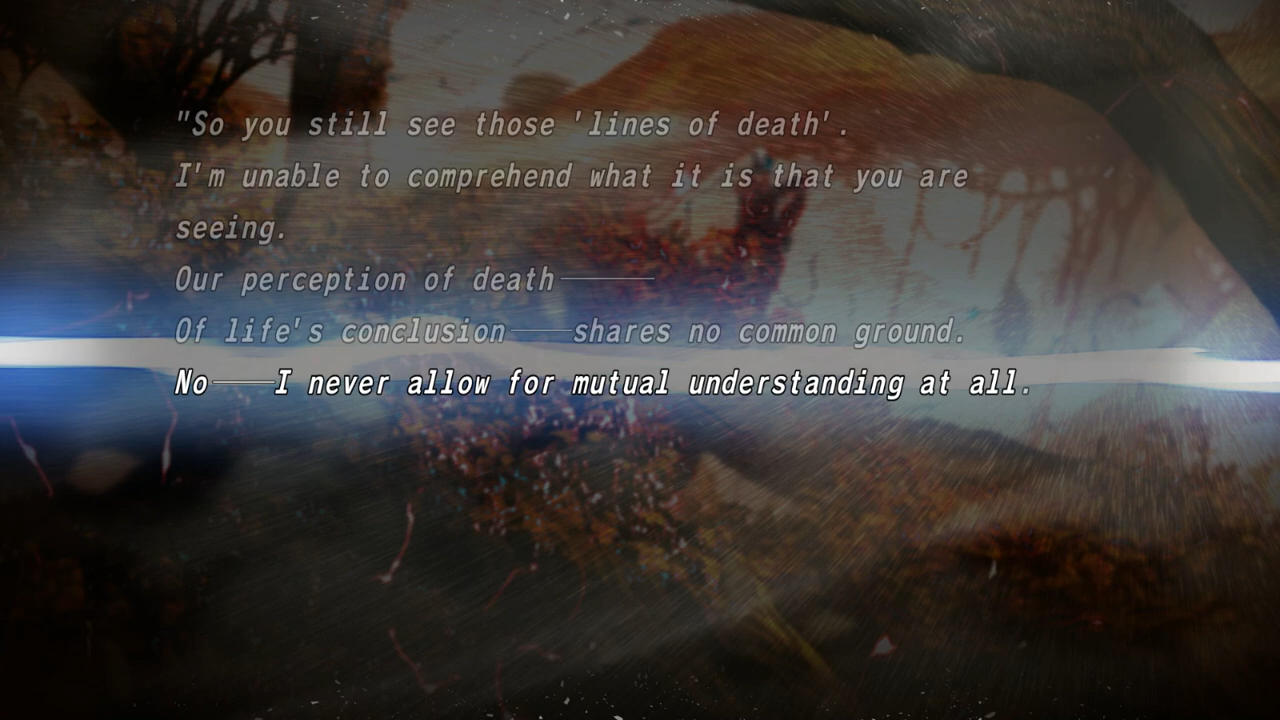 "So you still see those 'lines of death'.
I'm unable to comprehend what it is that you are
seeing.
Our perception of death———
Of life's conclusion——shares no common ground.
No——I never allow for mutual understanding at all.